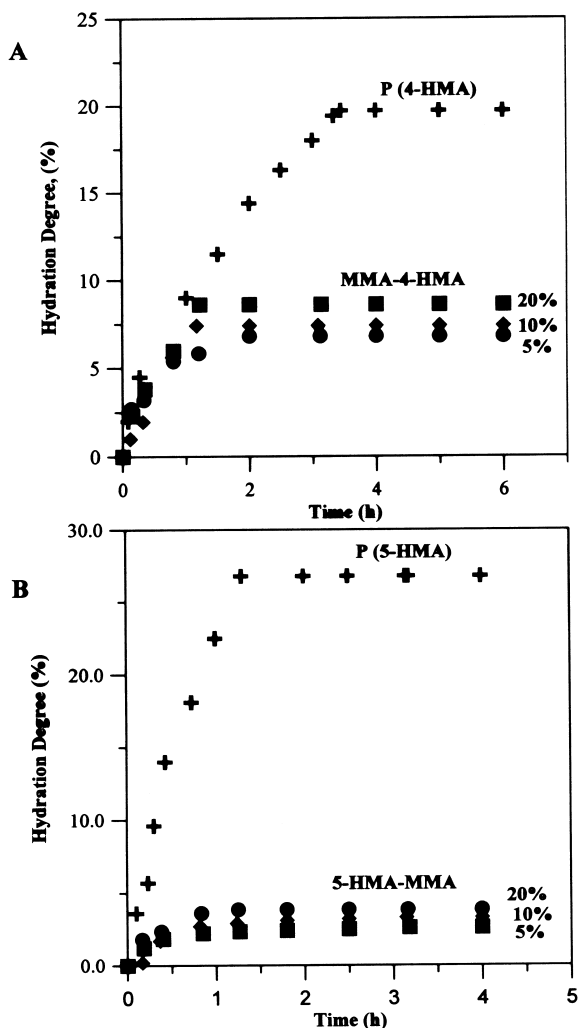 A
25
20
15
10
5
0
Hydration Degree, (%)
P (4-HMA)
MMA-4-HMA
20%
10%
5%
0 2 4 6
Time (h)
B
30.0
20.0
10.0
0.0
Hydration Degree (%)
P (5-HMA)
5-HMA-MMA
20%
10%
5%
0 1 2 3 4 5
Time (h)